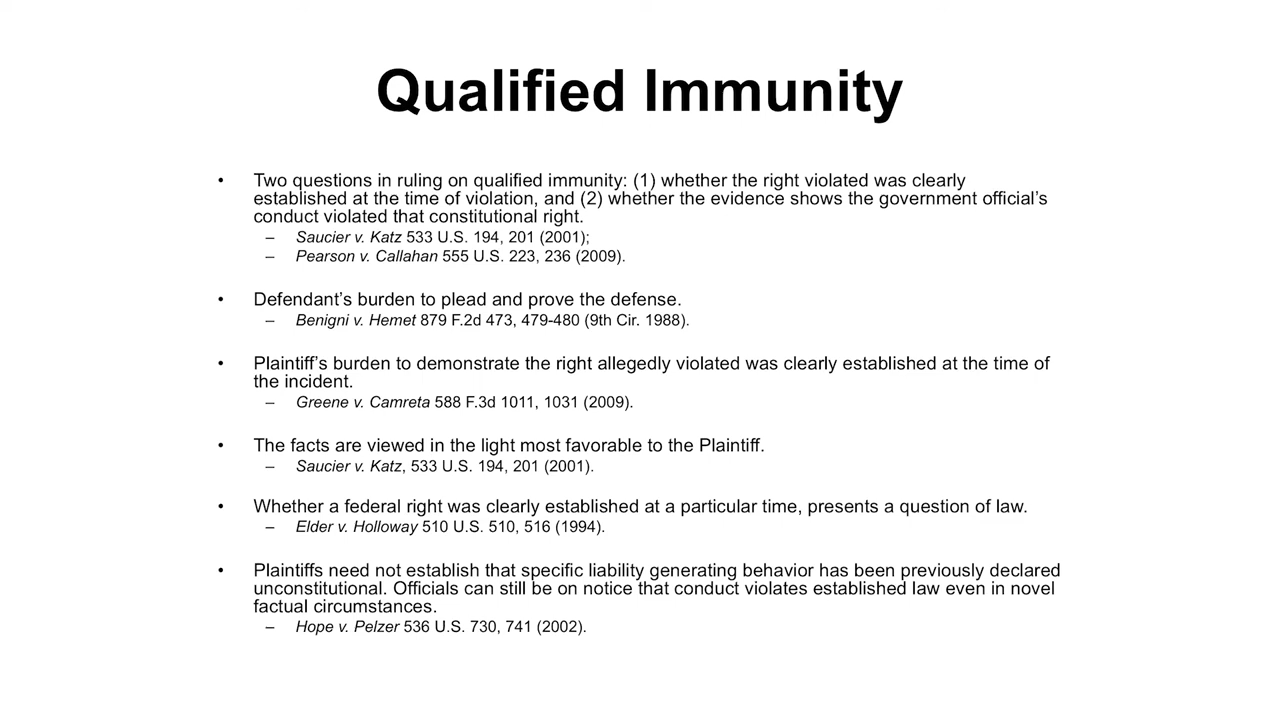 Qualified Immunity
• Two questions in ruling on qualified immunity: (1) whether the right violated was clearly
established at the time of violation, and (2) whether the evidence shows the government official’s
conduct violated that constitutional right.
– Saucier v. Katz 533 U.S. 194, 201 (2001);
– Pearson v. Callahan 555 U.S. 223, 236 (2009).
• Defendant’s burden to plead and prove the defense.
– Benigni v. Hemet 879 F.2d 473, 479-480 (9th Cir. 1988).
• Plaintiff’s burden to demonstrate the right allegedly violated was clearly established at the time of
the incident.
– Greene v. Camreta 588 F.3d 1011, 1031 (2009).
• The facts are viewed in the light most favorable to the Plaintiff.
– Saucier v. Katz, 533 U.S. 194, 201 (2001).
• Whether a federal right was clearly established at a particular time, presents a question of law.
– Elder v. Holloway 510 U.S. 510, 516 (1994).
• Plaintiffs need not establish that specific liability generating behavior has been previously declared
unconstitutional. Officials can still be on notice that conduct violates established law even in novel
factual circumstances.
– Hope v. Pelzer 536 U.S. 730, 741 (2002).